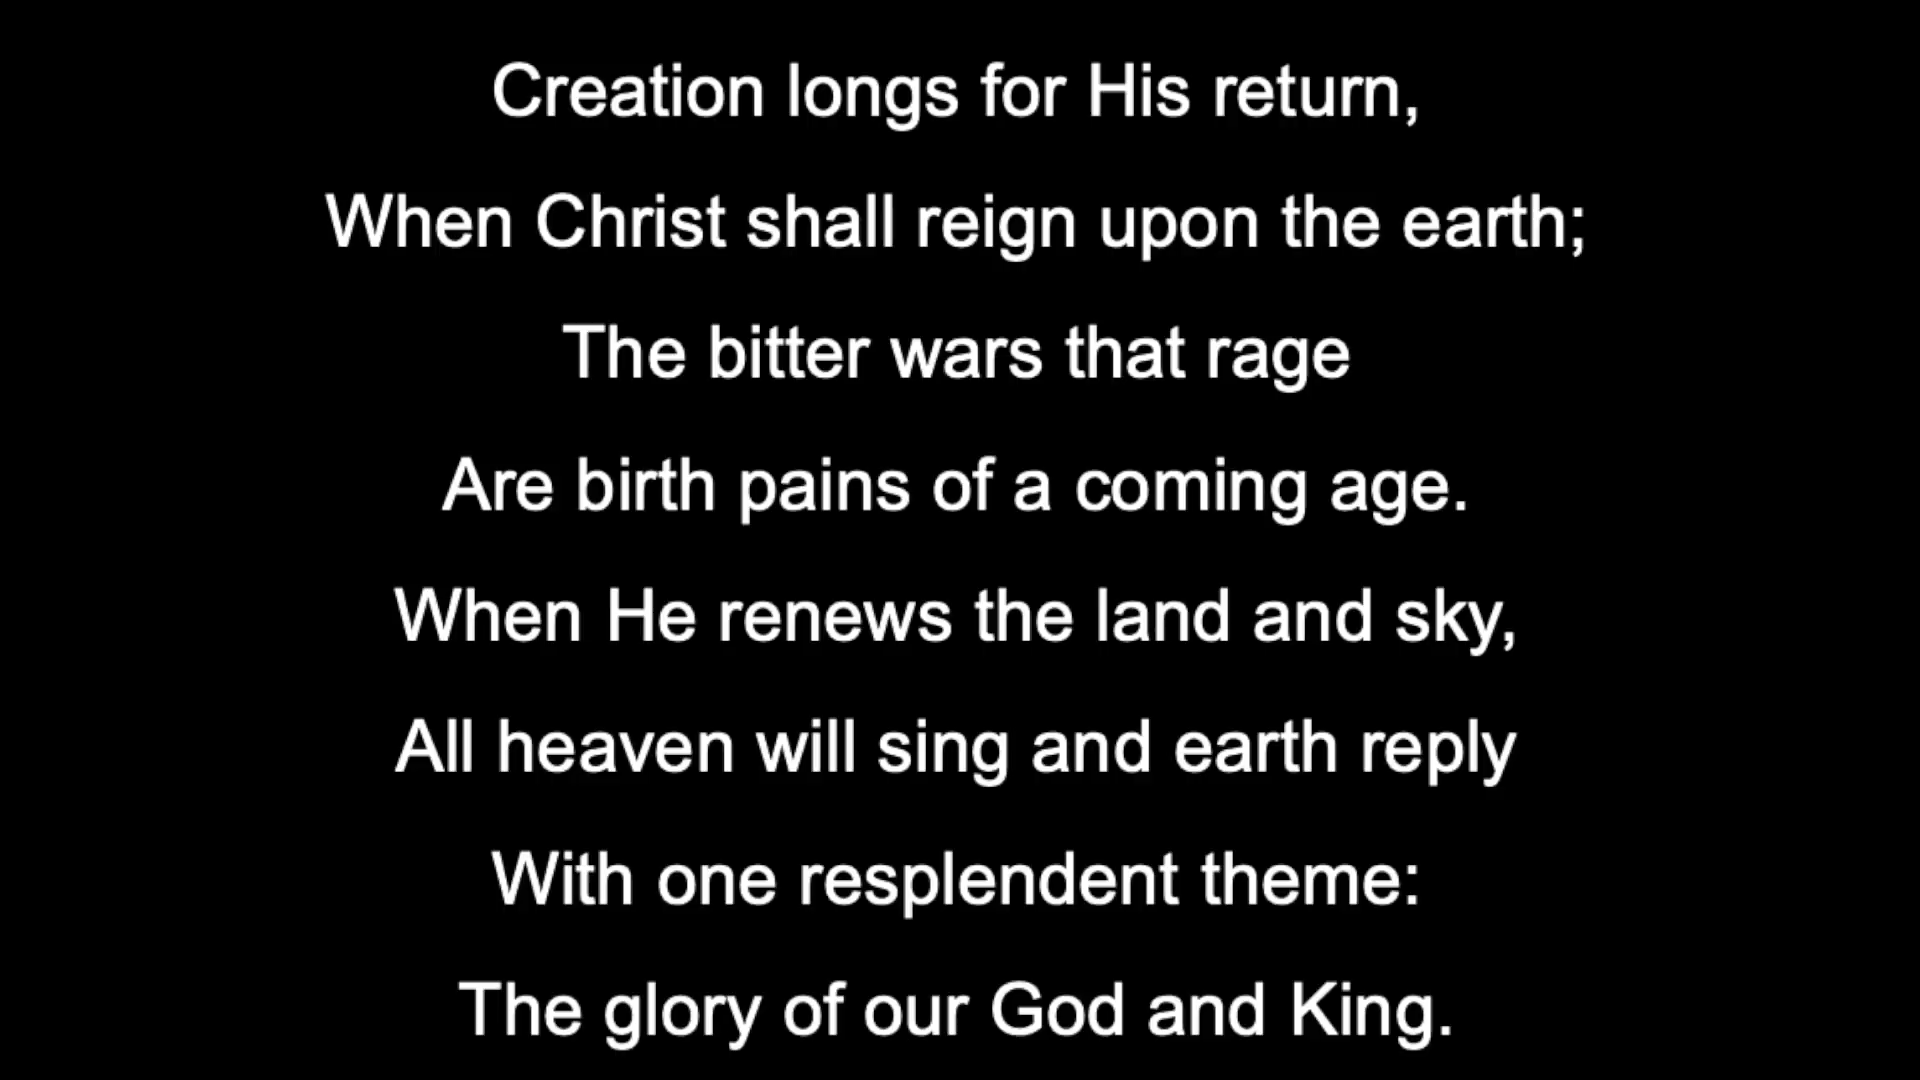 Creation longs for His return,
When Christ shall reign upon the earth;
The bitter wars that rage
Are birth pains of a coming age.
When He renews the land and sky,
All heaven will sing and earth reply
With one resplendent theme:
The glory of our God and King.